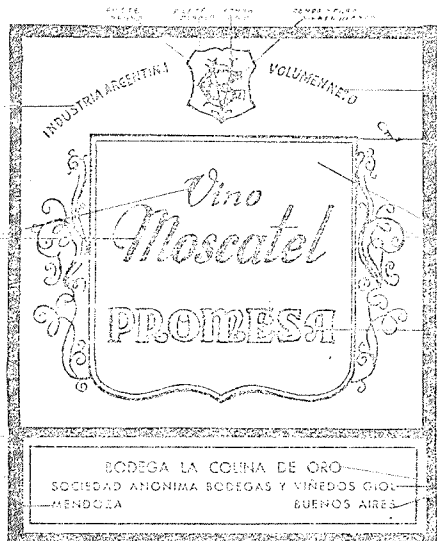 INDUSTRIA ARGENTINA
VOLUMEN NETO
Vino
Moscatel
PROMESA
BODEGA LA COLINA DE ORO
SOCIEDAD ANONIMA BODEGAS Y VIÑEDOS GIOL
MENDOZA BUENOS AIRES